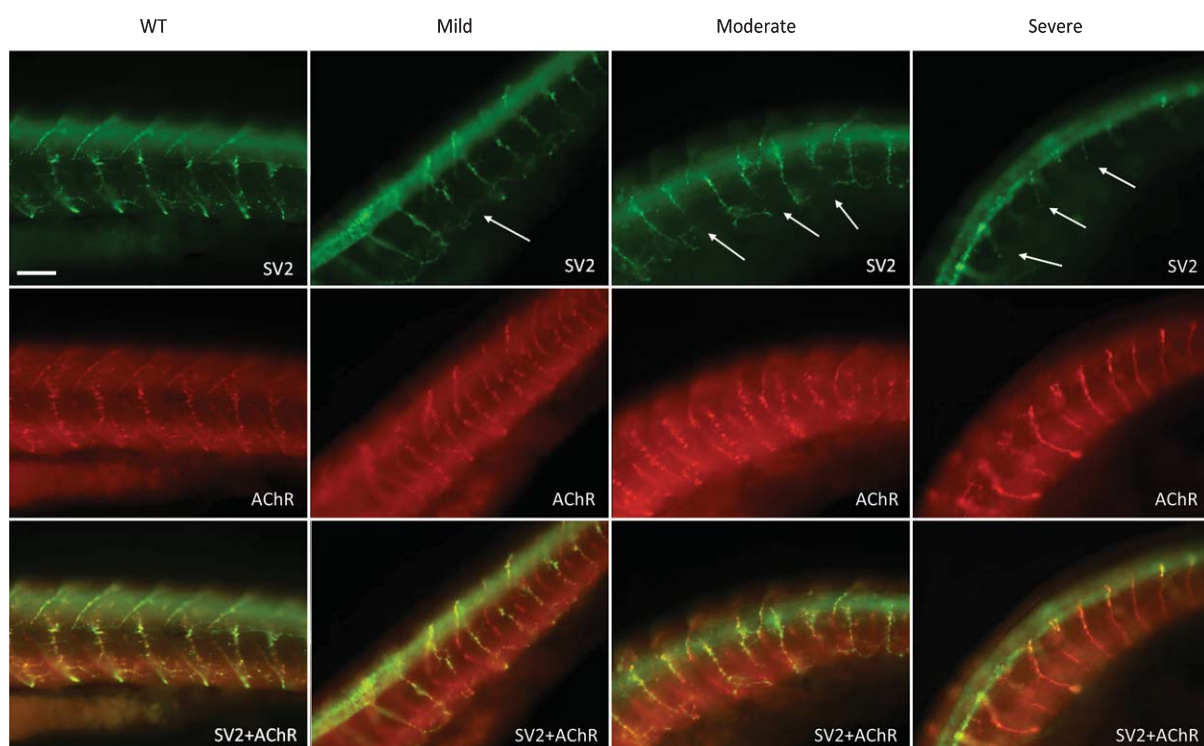 WT Mild Moderate Severe
SV2 SV2 SV2 SV2
AChR AChR AChR AChR
SV2+AChR SV2+AChR SV2+AChR SV2+AChR